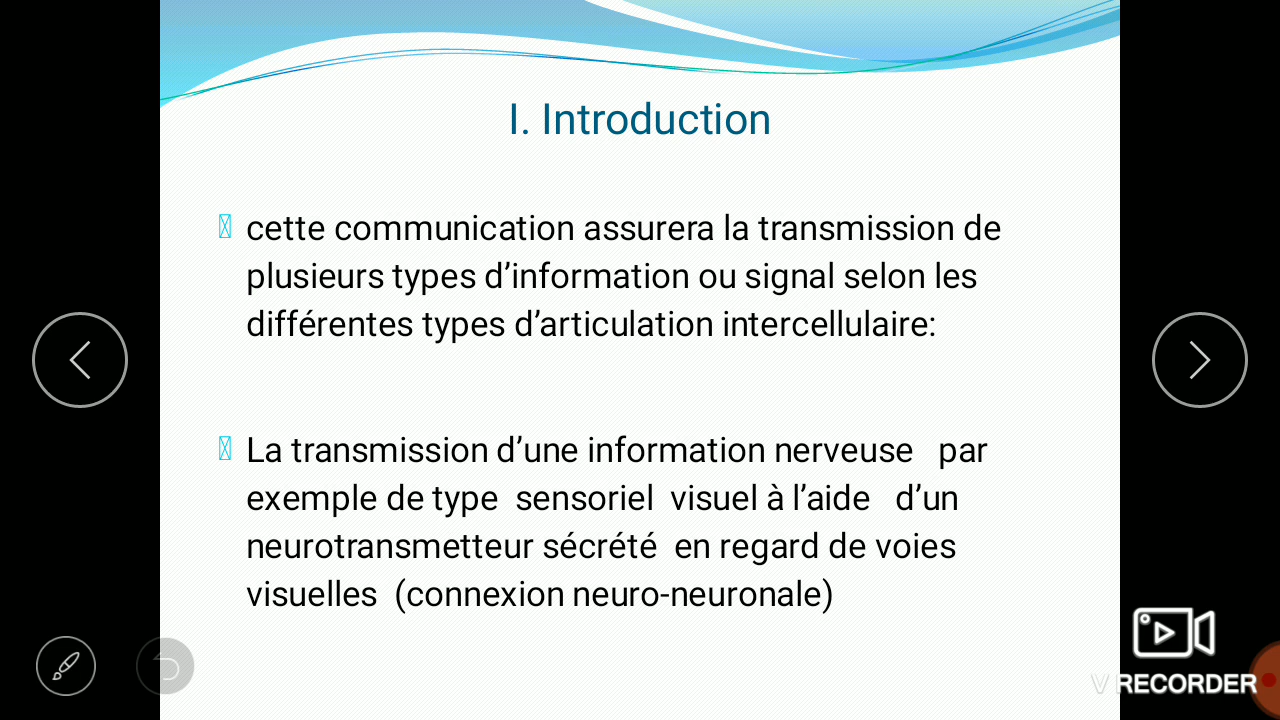 I. Introduction
cette communication assurera la transmission de
plusieurs types d’information ou signal selon les
différentes types d’articulation intercellulaire:
La transmission d’une information nerveuse par
exemple de type sensoriel visuel à l’aide d’un
neurotransmetteur sécrété en regard de voies
visuelles (connexion neuro-neuronale)
V RECORDER